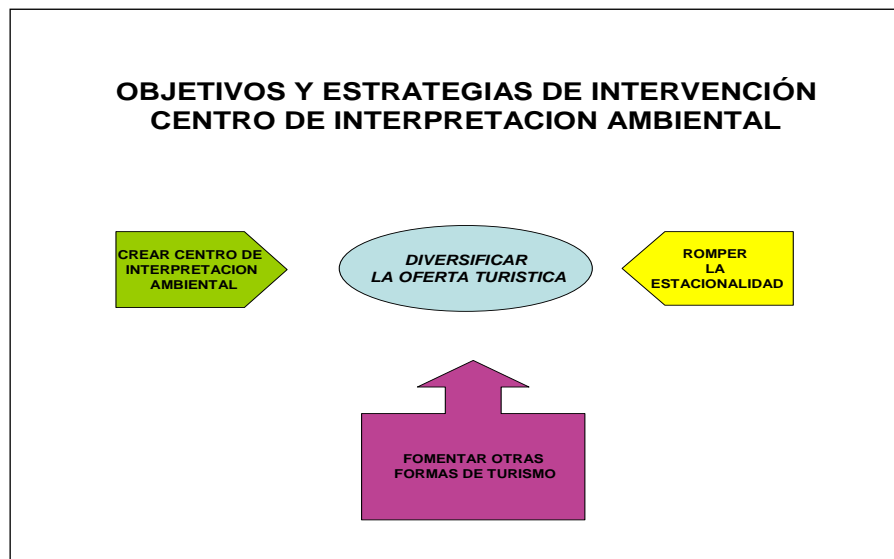 OBJETIVOS Y ESTRATEGIAS DE INTERVENCIÓN
CENTRO DE INTERPRETACION AMBIENTAL
CREAR CENTRO DE
INTERPRETACION
AMBIENTAL
DIVERSIFICAR
LA OFERTA TURISTICA
ROMPER
LA
ESTACIONALIDAD
FOMENTAR OTRAS
FORMAS DE TURISMO